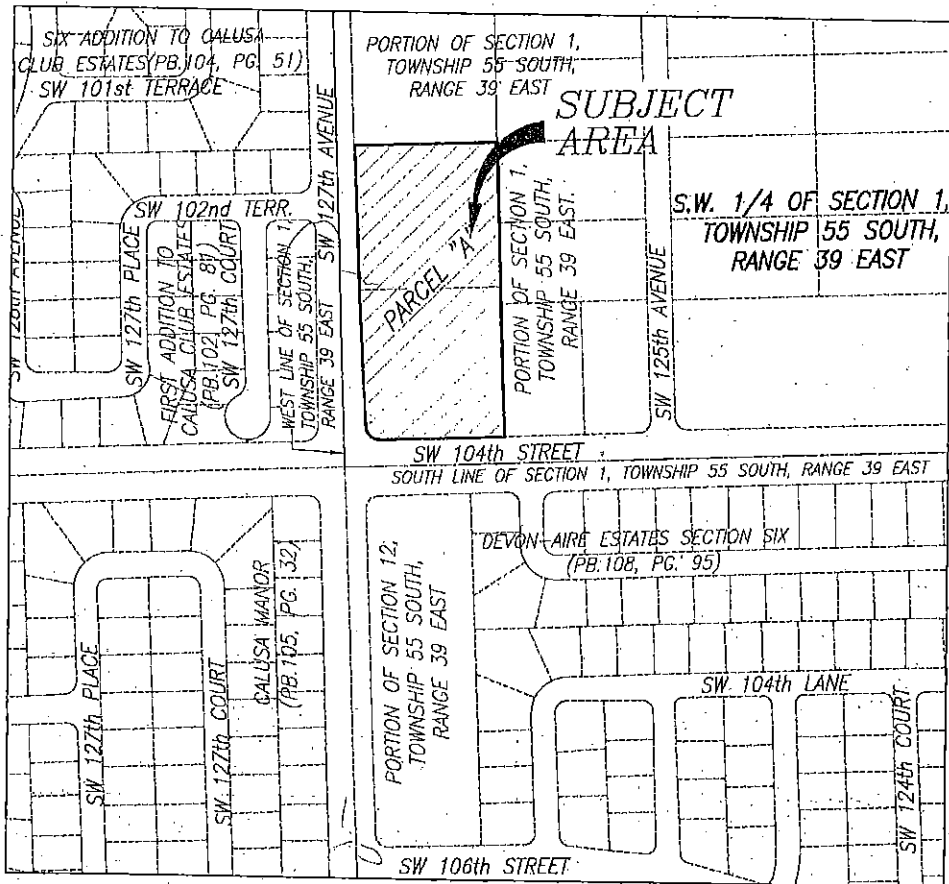 SIX ADDITION TO CALUSA
CLUB ESTATES(PB.104, PG. 51)
SW 101st TERRACE
PORTION OF SECTION 1,
TOWNSHIP 55 SOUTH,
RANGE 39 EAST
SUBJECT
AREA
SW 127th AVENUE
SW 102nd TERR.
SW 128th AVENUE
SW 127th PLACE
FIRST ADDITION TO
CALUSA CLUB ESTATES
(PB.102, PG. 81)
SW 127th COURT
WEST LINE OF SECTION 1,
TOWNSHIP 55 SOUTH,
RANGE 39 EAST
SW 127th AVENUE
PARCEL "A"
PORTION OF SECTION 1,
TOWNSHIP 55 SOUTH,
RANGE 39 EAST.
SW 125th AVENUE
S.W. 1/4 OF SECTION 1,
TOWNSHIP 55 SOUTH,
RANGE 39 EAST
SW 104th STREET
SOUTH LINE OF SECTION 1, TOWNSHIP 55 SOUTH, RANGE 39 EAST
DEVON-AIRE ESTATES SECTION SIX
(PB.108, PG. 95)
SW 127th PLACE
SW 127th COURT
CALUSA MANOR
(PB.105, PG. 32)
PORTION OF SECTION 12,
TOWNSHIP 55 SOUTH,
RANGE 39 EAST
SW 104th LANE
SW 124th COURT
SW 106th STREET